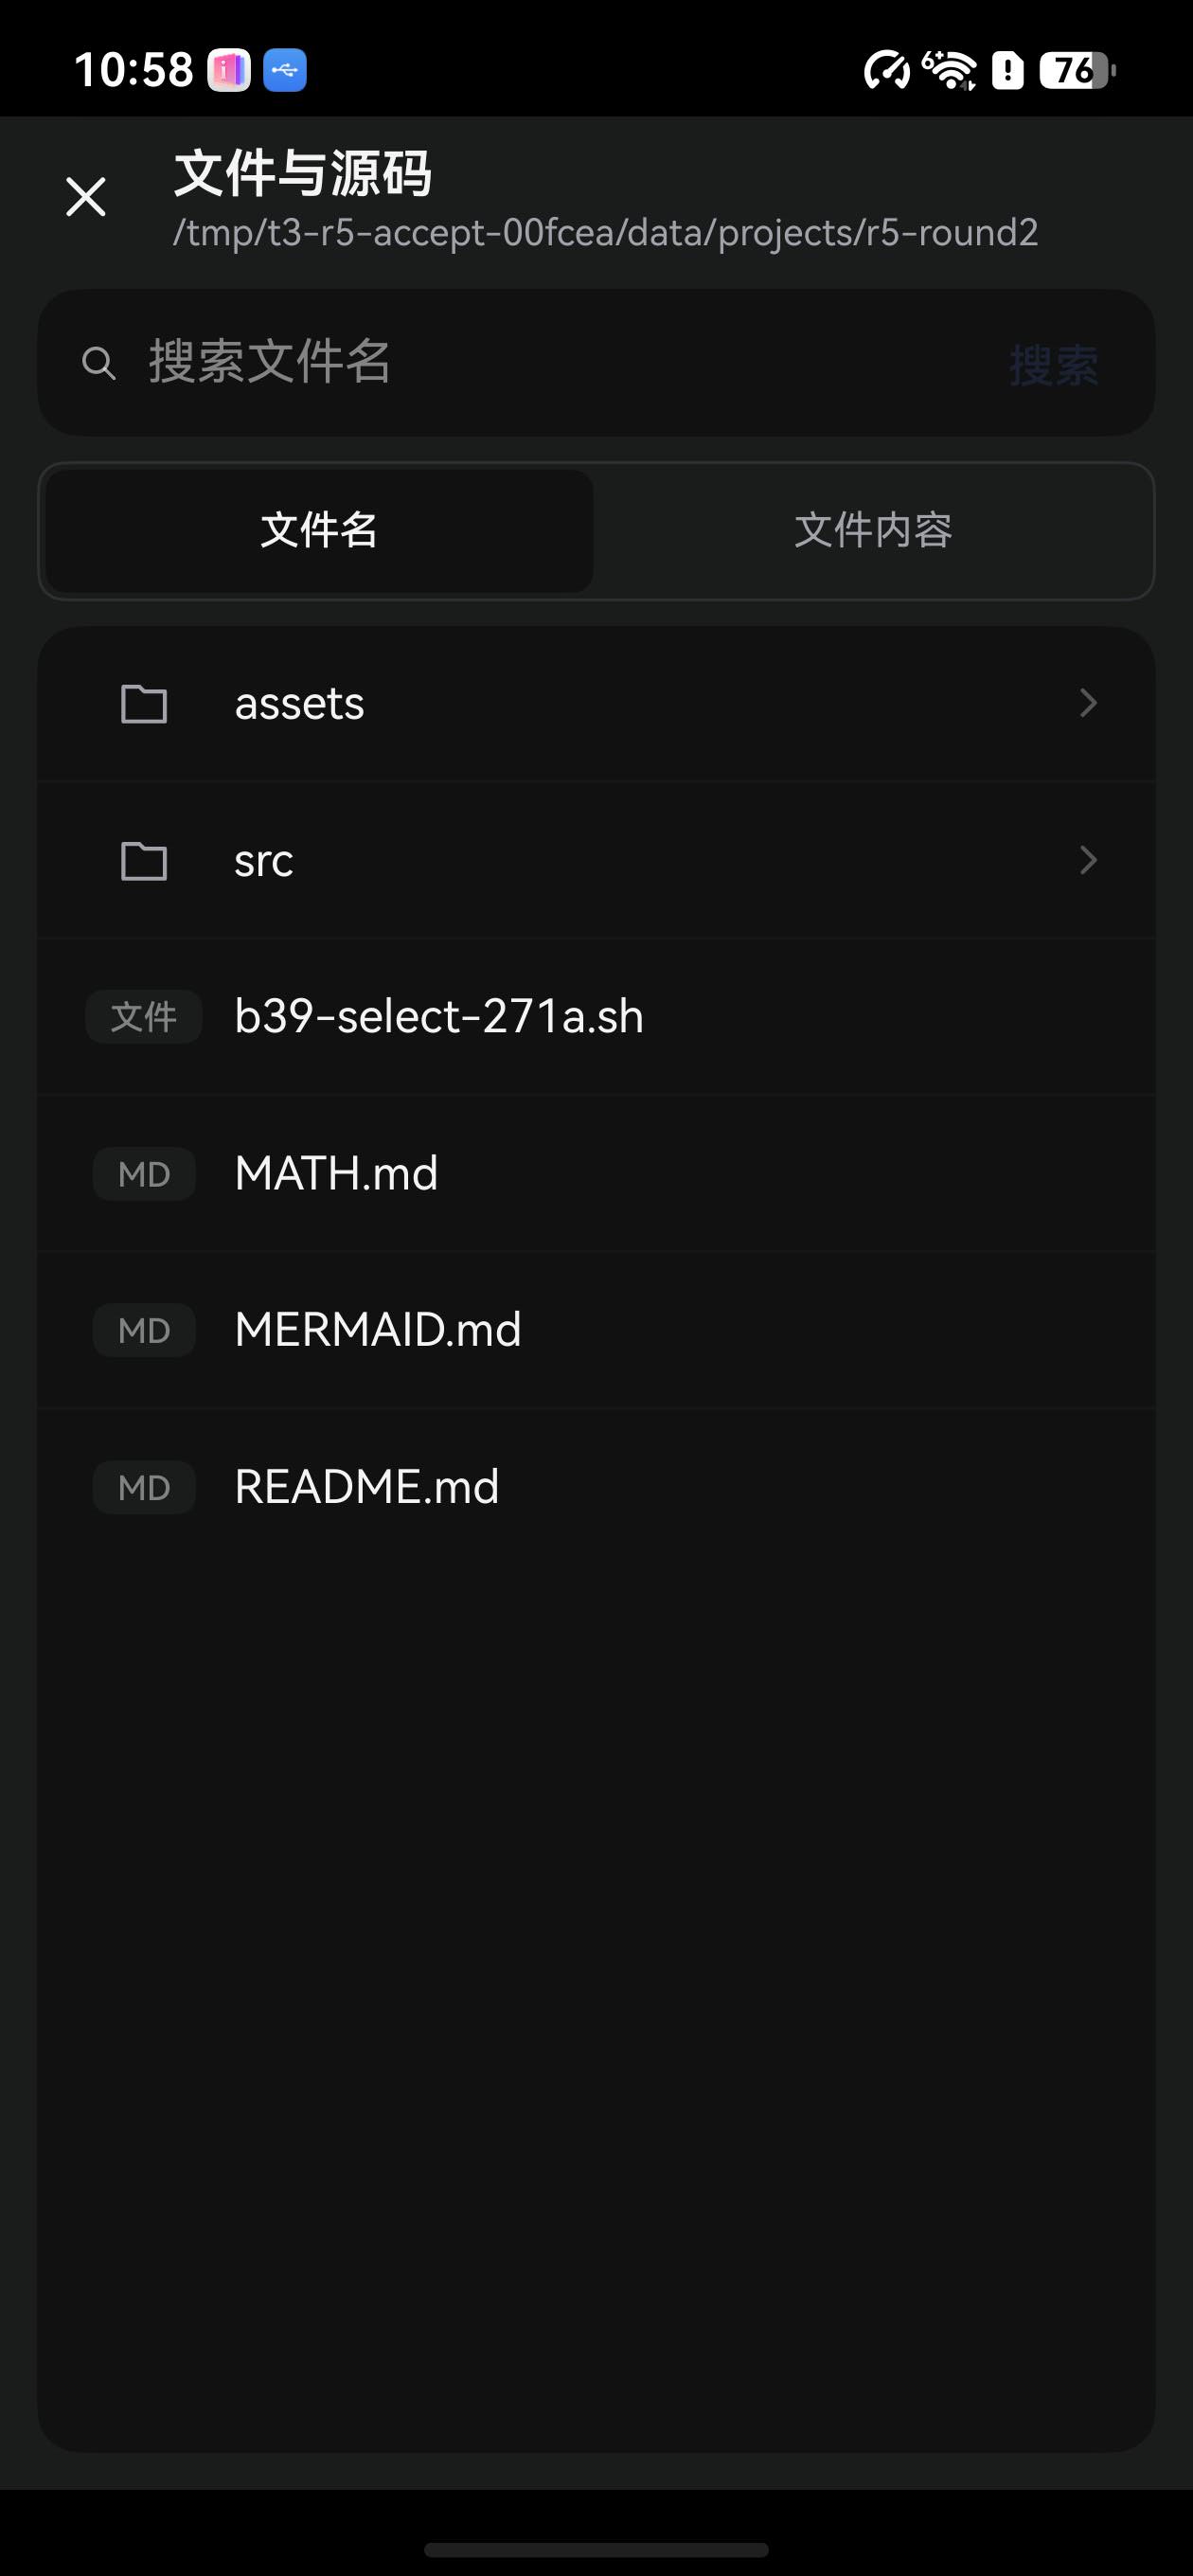 10:58
76
文件与源码
/tmp/t3-r5-accept-00fcea/data/projects/r5-round2
搜索文件名
搜索
文件名
文件内容
assets
src
文件 b39-select-271a.sh
MD MATH.md
MD MERMAID.md
MD README.md